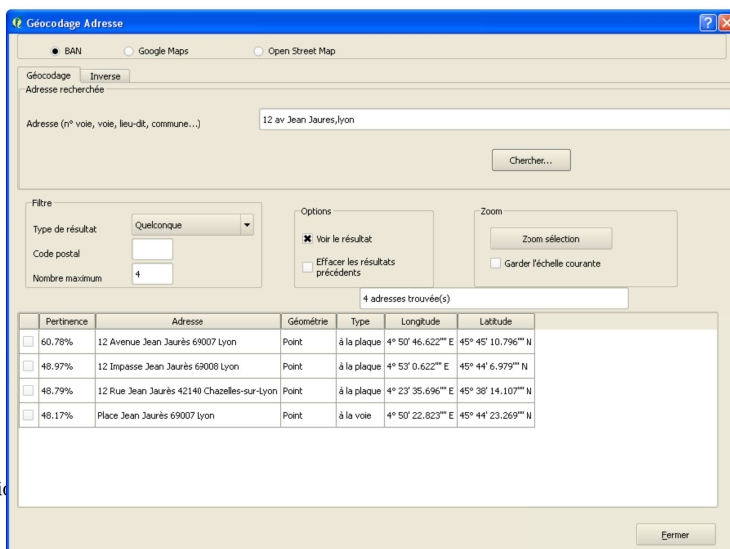 Géocodage Adresse
BAN Google Maps Open Street Map
Géocodage Inverse
Adresse recherchée
Adresse (n° voie, voie, lieu-dit, commune...) 12 av Jean Jaures,lyon
Chercher...
Filtre
Type de résultat Quelconque
Code postal
Nombre maximum 4
Options
Voir le résultat
Effacer les résultats
précédents
Zoom
Zoom sélection
Garder l'échelle courante
4 adresses trouvée(s)
Pertinence Adresse Géométrie Type Longitude Latitude
60.78% 12 Avenue Jean Jaurès 69007 Lyon Point à la plaque 4° 50' 46.622"" E 45° 45' 10.796"" N
48.97% 12 Impasse Jean Jaurès 69008 Lyon Point à la plaque 4° 53' 0.622"" E 45° 44' 6.979"" N
48.79% 12 Rue Jean Jaurès 42140 Chazelles-sur-Lyon Point à la plaque 4° 23' 35.696"" E 45° 38' 14.107"" N
48.17% Place Jean Jaurès 69007 Lyon Point à la voie 4° 50' 22.823"" E 45° 44' 23.269"" N
Fermer